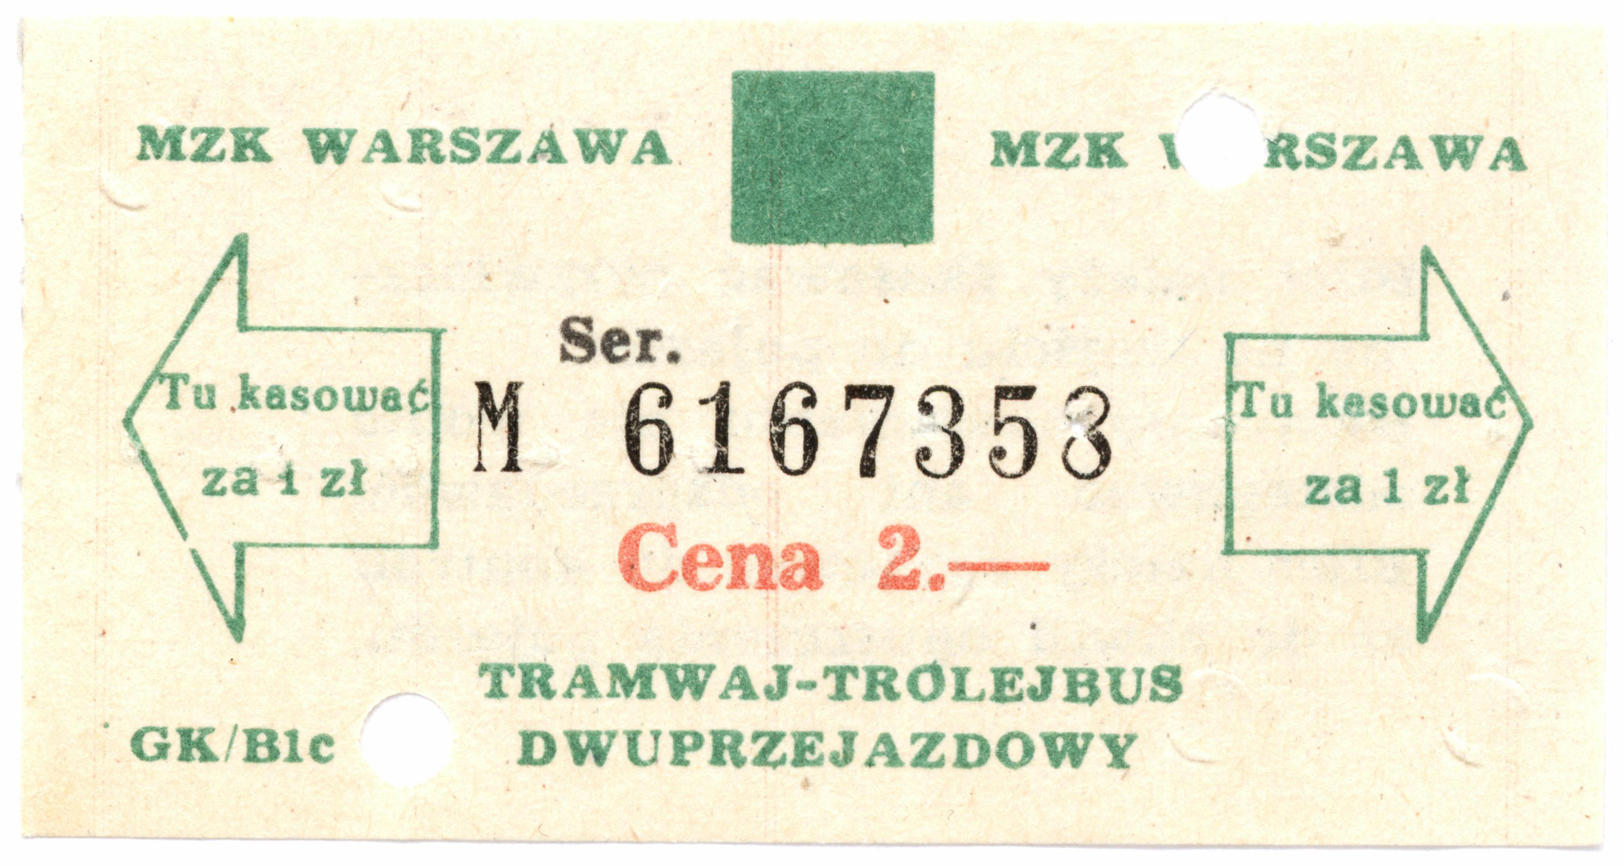 MZK WARSZAWA
MZK W RSZAWA
Ser.
M 6167358
Tu kasować
za 1 zł
Tu kasować
za 1 zł
Cena 2.—
TRAMWAJ-TROLEJBUS
DWUPRZEJAZDOWY
GK/B1c